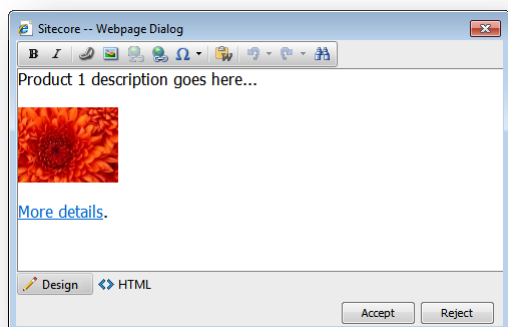 Sitecore -- Webpage Dialog
B I Ω W
Product 1 description goes here...
More details.
Design <> HTML
Accept Reject